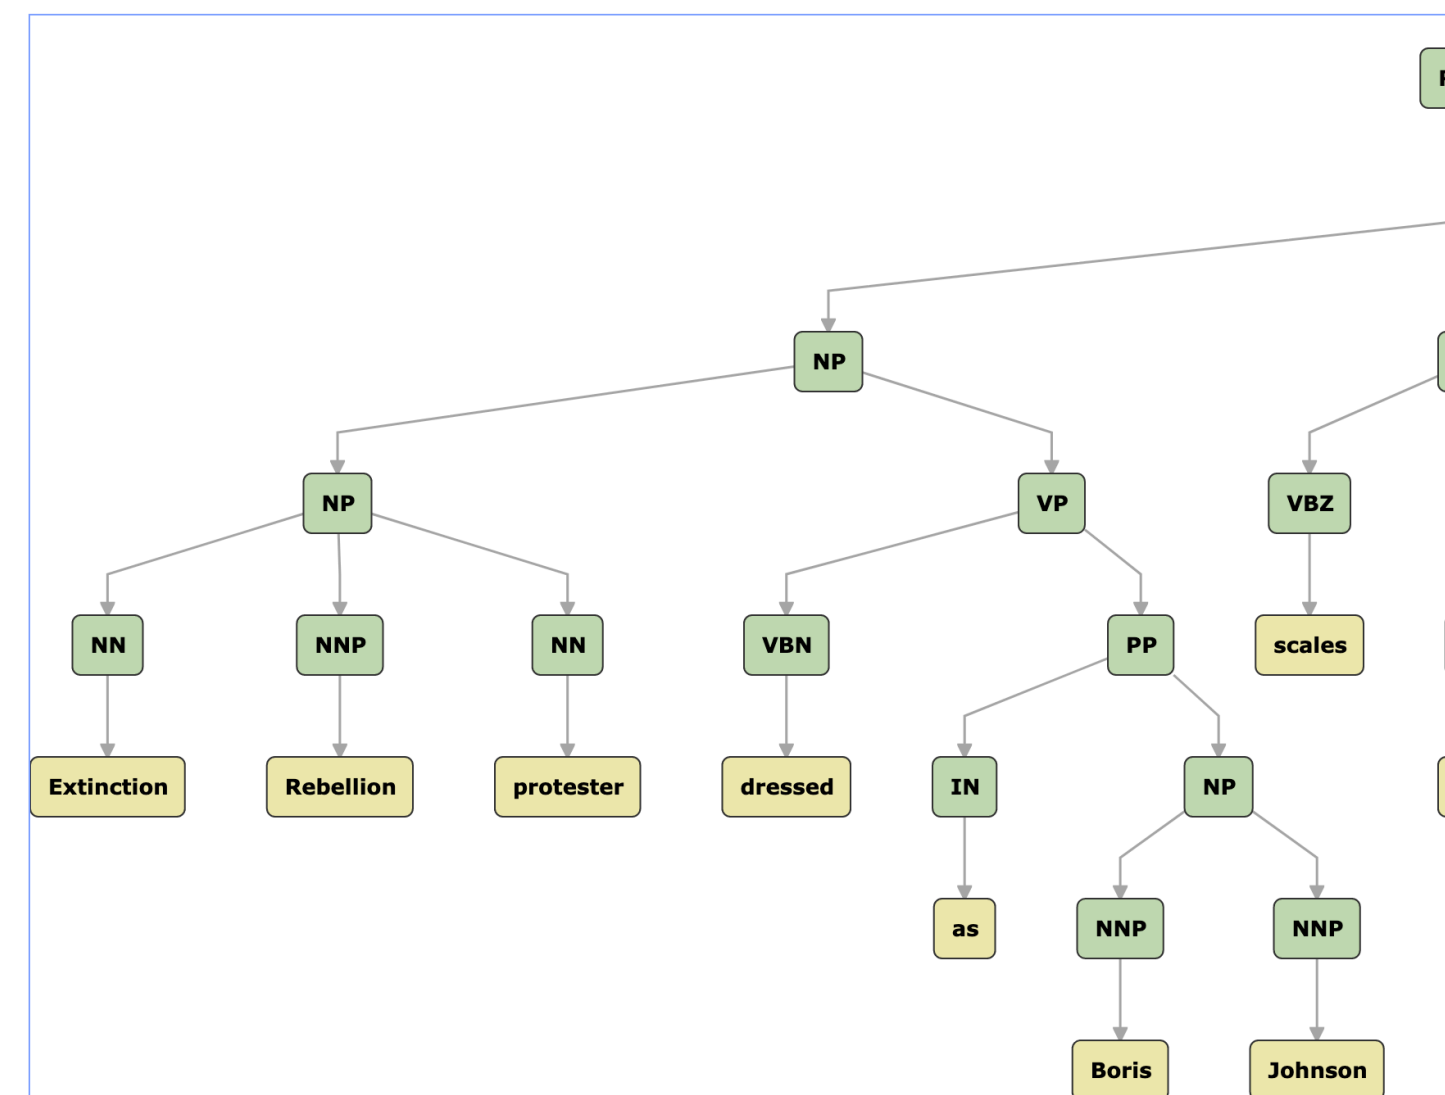 NP
NP VP VBZ
NN NNP NN VBN PP scales
Extinction Rebellion protester dressed IN NP
as NNP NNP
Boris Johnson